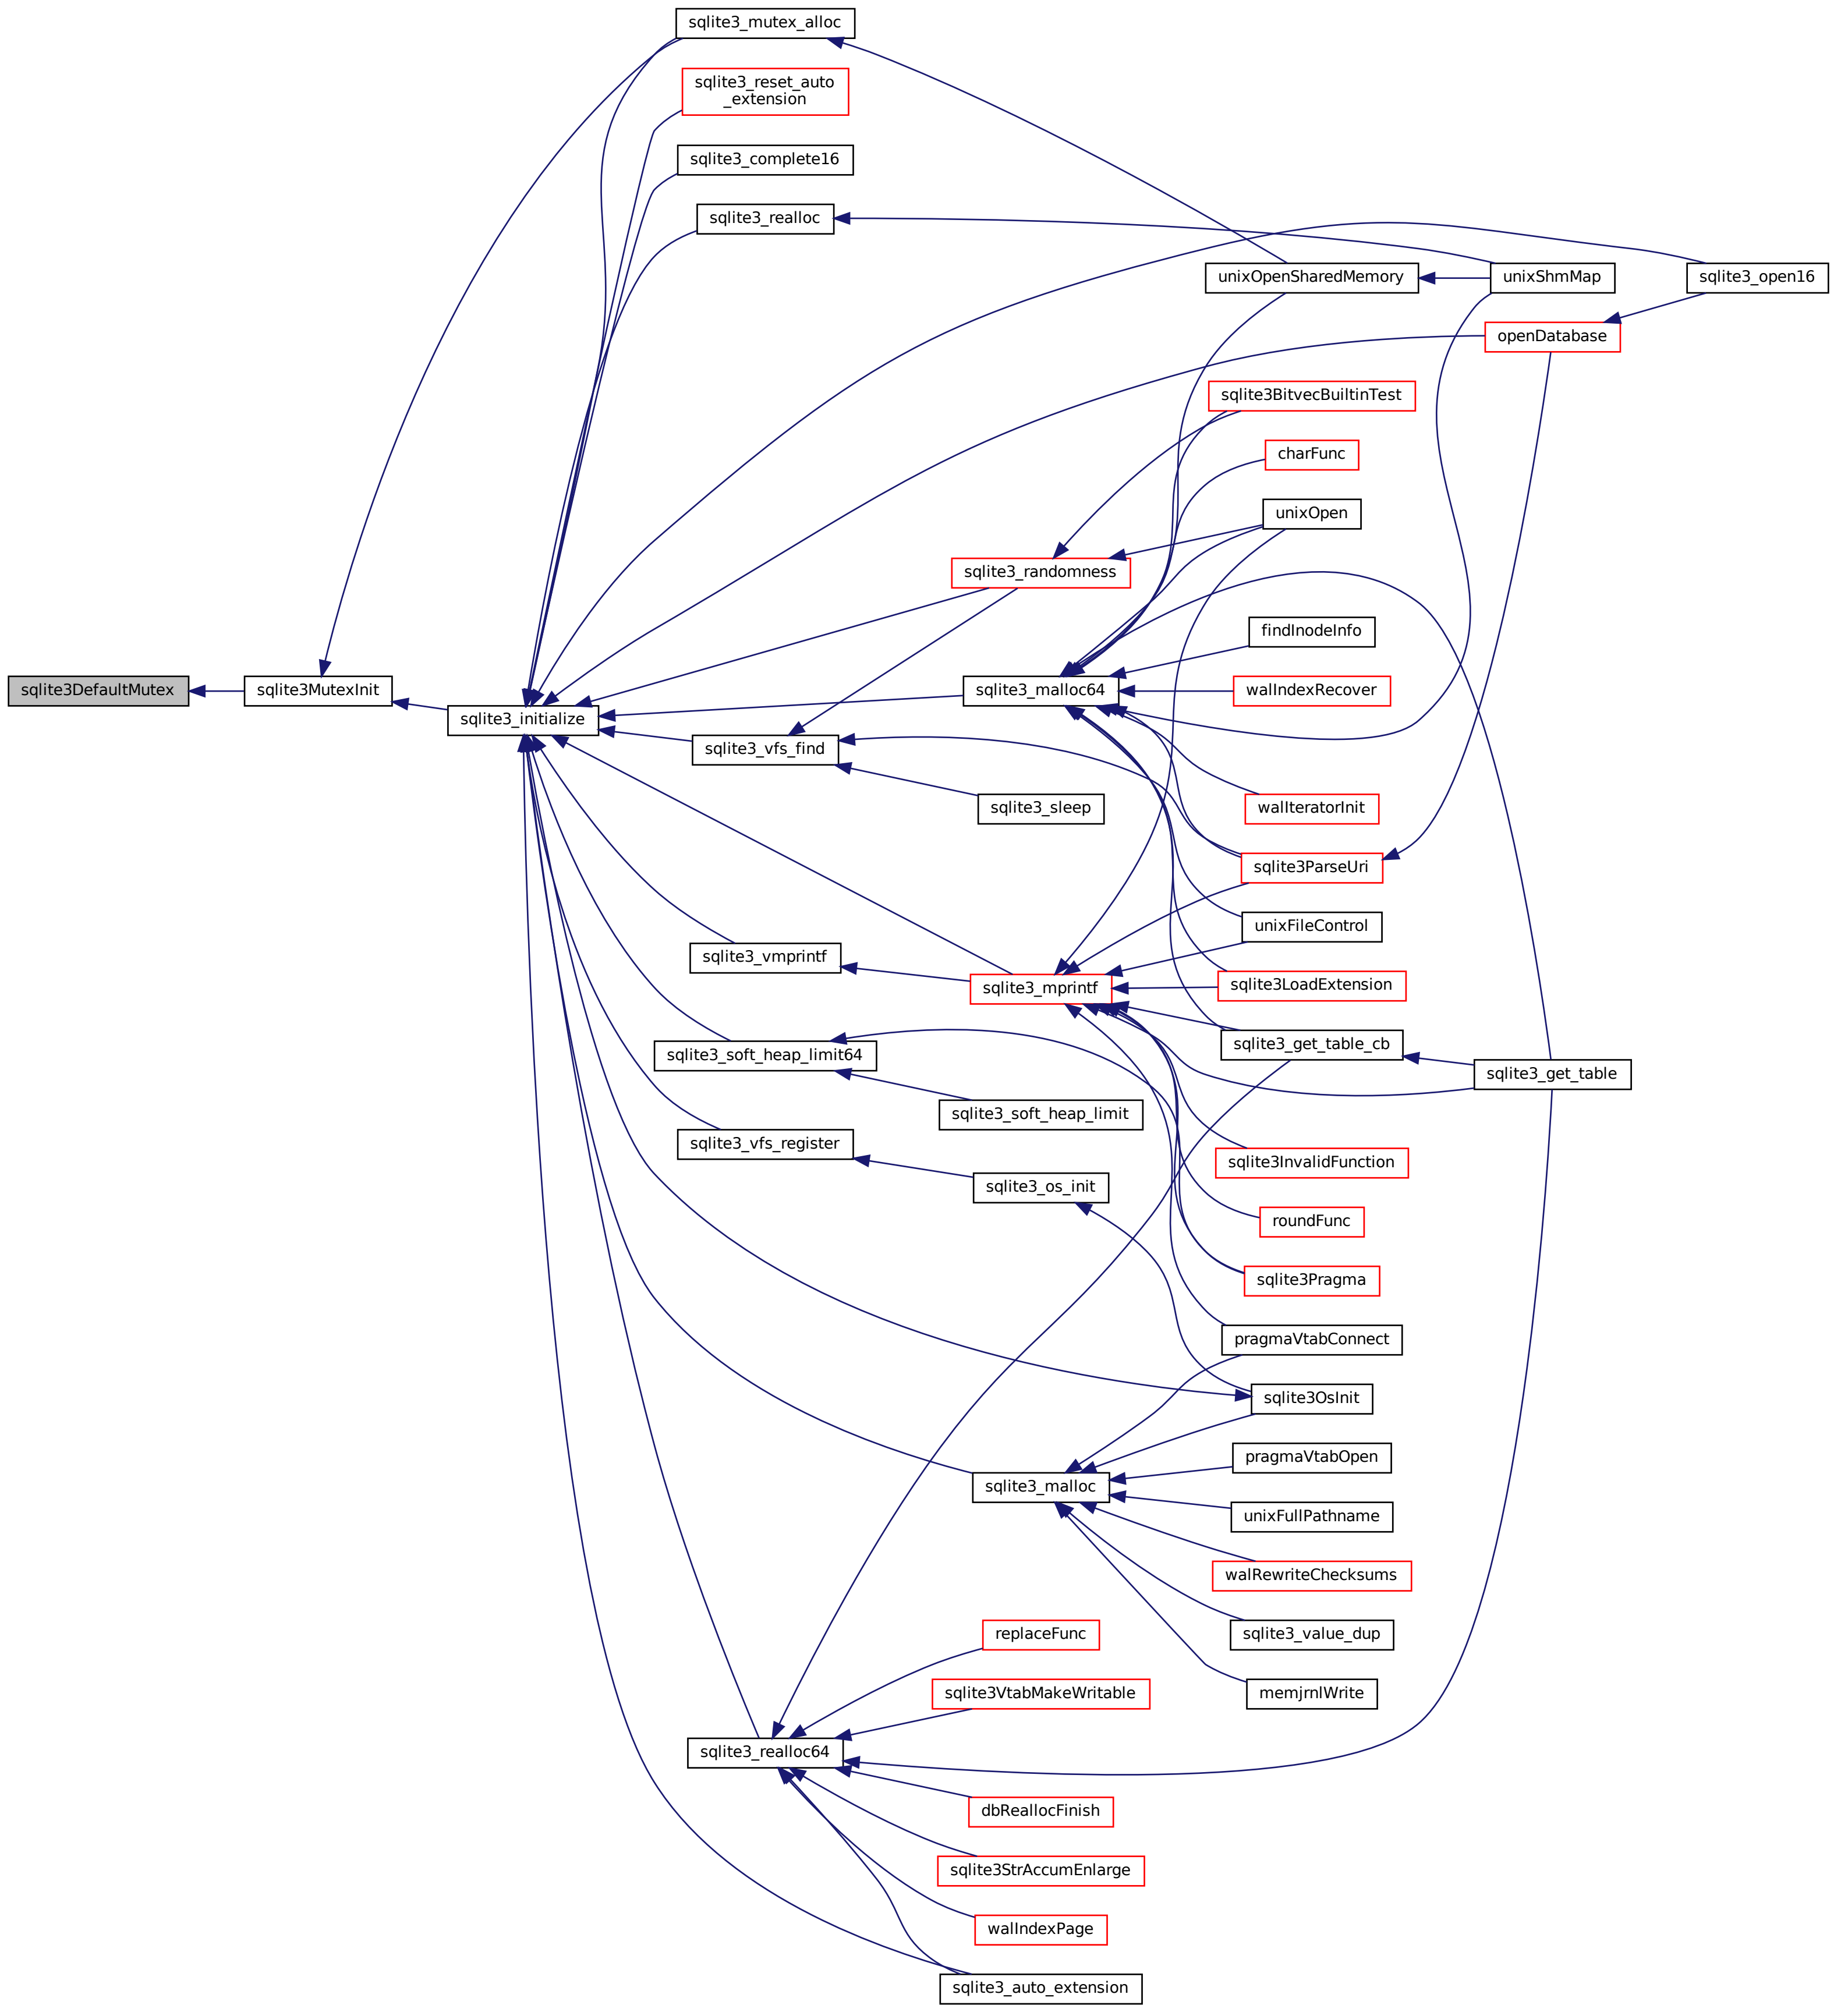 sqlite3_mutex_alloc
sqlite3_reset_auto
_extension
sqlite3_complete16
sqlite3_realloc
unixOpenSharedMemory
unixShmMap
sqlite3_open16
openDatabase
sqlite3BitvecBuiltinTest
charFunc
unixOpen
sqlite3_randomness
findInodeInfo
sqlite3DefaultMutex
sqlite3MutexInit
sqlite3_malloc64
walIndexRecover
sqlite3_initialize
sqlite3_vfs_find
sqlite3_sleep
walIteratorInit
sqlite3ParseUri
unixFileControl
sqlite3_vmprintf
sqlite3_mprintf
sqlite3LoadExtension
sqlite3_get_table_cb
sqlite3_soft_heap_limit64
sqlite3_get_table
sqlite3_soft_heap_limit
sqlite3_vfs_register
sqlite3InvalidFunction
sqlite3_os_init
roundFunc
sqlite3Pragma
pragmaVtabConnect
sqlite3OsInit
pragmaVtabOpen
sqlite3_malloc
unixFullPathname
walRewriteChecksums
replaceFunc
sqlite3_value_dup
sqlite3VtabMakeWritable
memjrnlWrite
sqlite3_realloc64
dbReallocFinish
sqlite3StrAccumEnlarge
walIndexPage
sqlite3_auto_extension